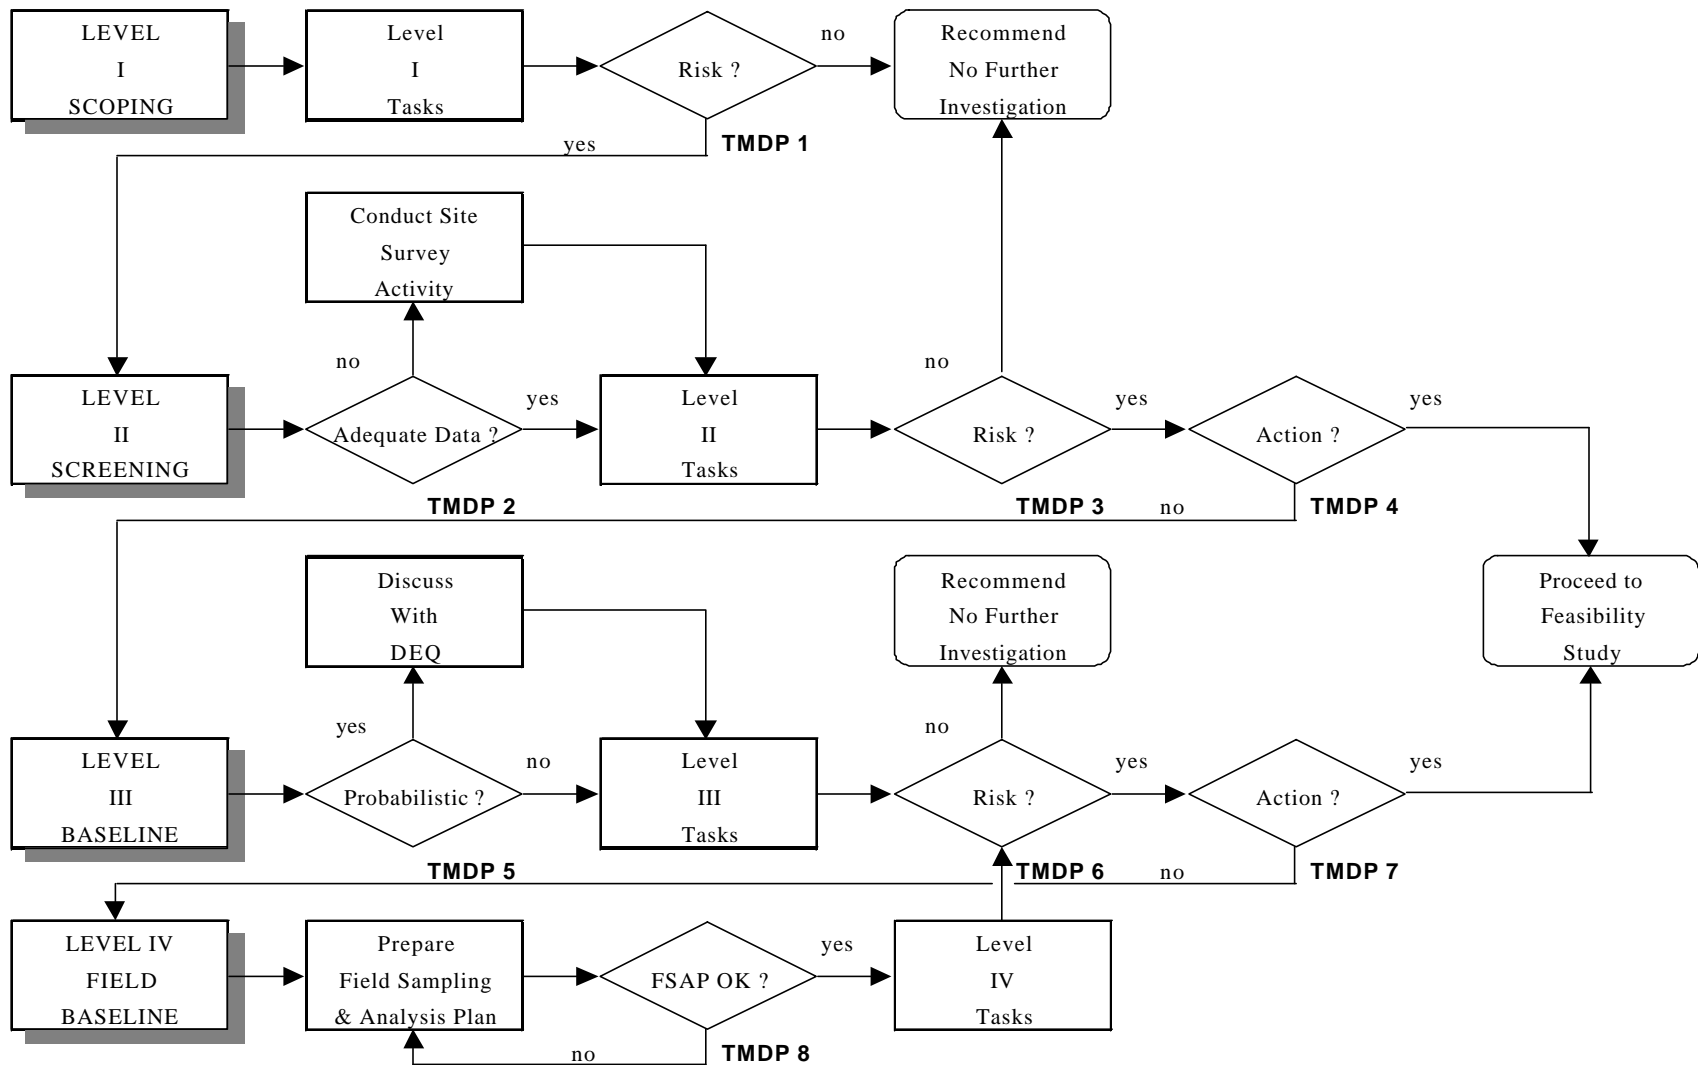 LEVEL
I
SCOPING
Level
I
Tasks
Risk ?
no
Recommend
No Further
Investigation
yes
TMDP 1
Conduct Site
Survey
Activity
no
LEVEL
II
SCREENING
Adequate Data ?
yes
Level
II
Tasks
no
Risk ?
yes
Action ?
yes
TMDP 2
TMDP 3
no
TMDP 4
Discuss
With
DEQ
Recommend
No Further
Investigation
Proceed to
Feasibility
Study
yes
LEVEL
III
BASELINE
Probabilistic ?
no
Level
III
Tasks
no
Risk ?
yes
Action ?
yes
TMDP 5
TMDP 6
no
TMDP 7
LEVEL IV
FIELD
BASELINE
Prepare
Field Sampling
& Analysis Plan
FSAP OK ?
yes
Level
IV
Tasks
no
TMDP 8